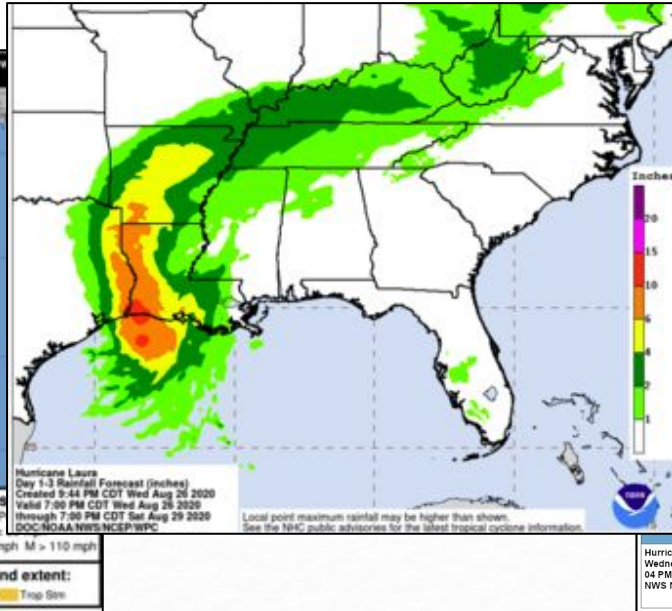 Inches
20
15
10
6
4
2
1
Hurricane Laura
Day 1-3 Rainfall Forecast (inches)
Created 9:44 PM CDT Wed Aug 26 2020
Valid 7:00 PM CDT Wed Aug 26 2020
through 7:00 PM CDT Sat Aug 29 2020
DOC/NOAA/NWS/NCEP/WPC
Local point maximum rainfall may be higher than shown.
See the NHC public advisories for the latest tropical cyclone information.
mph M > 110 mph
nd extent:
Trop Stm
Hurric
Wedne
04 PM
NWS N